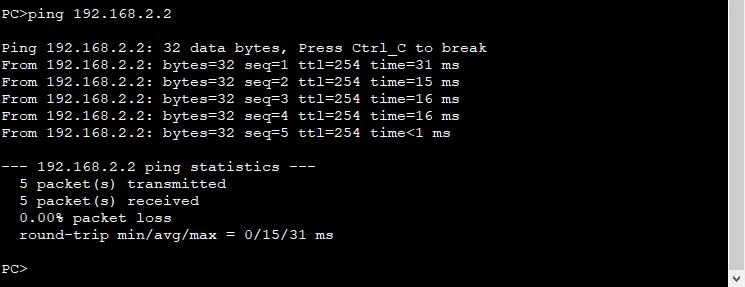 PC>ping 192.168.2.2
Ping 192.168.2.2: 32 data bytes, Press Ctrl_C to break
From 192.168.2.2: bytes=32 seq=1 ttl=254 time=31 ms
From 192.168.2.2: bytes=32 seq=2 ttl=254 time=15 ms
From 192.168.2.2: bytes=32 seq=3 ttl=254 time=16 ms
From 192.168.2.2: bytes=32 seq=4 ttl=254 time=16 ms
From 192.168.2.2: bytes=32 seq=5 ttl=254 time<1 ms
--- 192.168.2.2 ping statistics ---
5 packet(s) transmitted
5 packet(s) received
0.00% packet loss
round-trip min/avg/max = 0/15/31 ms
PC>